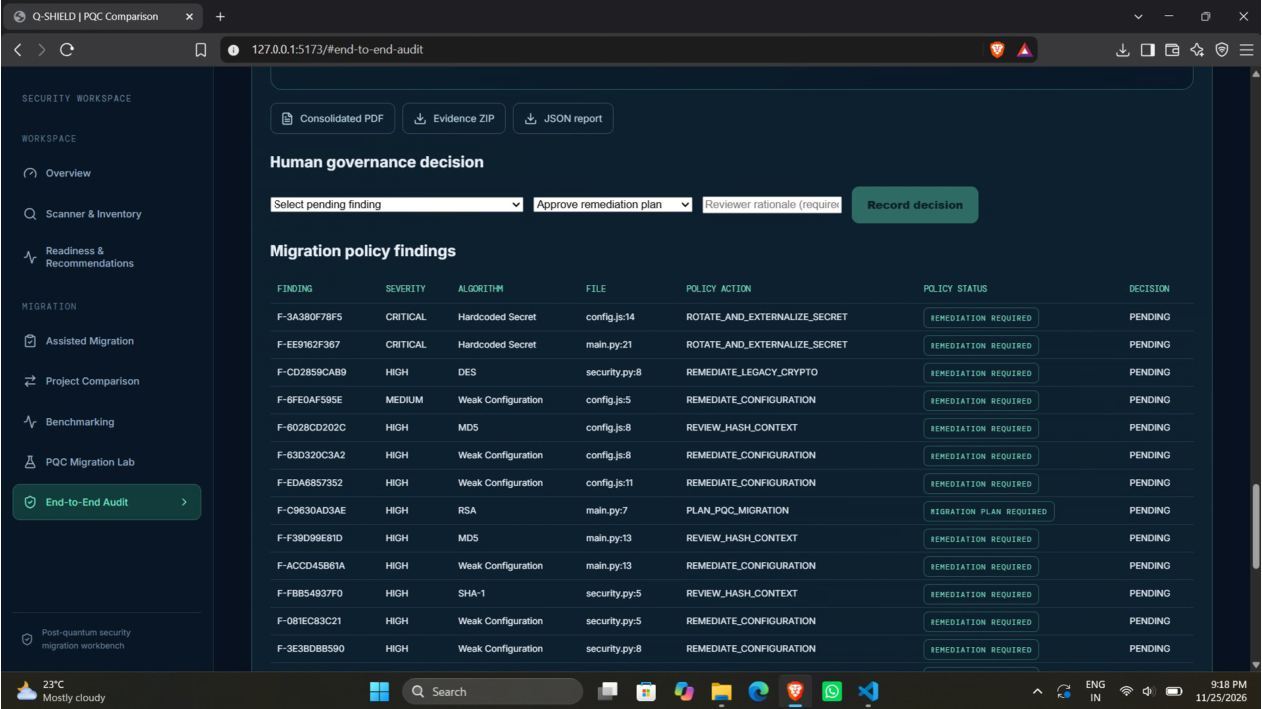 Q-SHIELD | PQC Comparison
127.0.0.1:5173/#end-to-end-audit
SECURITY WORKSPACE
WORKSPACE
Overview
Scanner & Inventory
Readiness &
Recommendations
MIGRATION
Assisted Migration
Project Comparison
Benchmarking
PQC Migration Lab
End-to-End Audit
Post-quantum security
migration workbench
Consolidated PDF Evidence ZIP JSON report
Human governance decision
Select pending finding Approve remediation plan Reviewer rationale (require Record decision
Migration policy findings
FINDING SEVERITY ALGORITHM FILE POLICY ACTION POLICY STATUS DECISION
F-3A380F78F5 CRITICAL Hardcoded Secret config.js:14 ROTATE_AND_EXTERNALIZE_SECRET REMEDIATION REQUIRED PENDING
F-EE9162F367 CRITICAL Hardcoded Secret main.py:21 ROTATE_AND_EXTERNALIZE_SECRET REMEDIATION REQUIRED PENDING
F-CD2859CAB9 HIGH DES security.py:8 REMEDIATE_LEGACY_CRYPTO REMEDIATION REQUIRED PENDING
F-6FE0AF595E MEDIUM Weak Configuration config.js:5 REMEDIATE_CONFIGURATION REMEDIATION REQUIRED PENDING
F-6028CD202C HIGH MD5 config.js:8 REVIEW_HASH_CONTEXT REMEDIATION REQUIRED PENDING
F-63D320C3A2 HIGH Weak Configuration config.js:8 REMEDIATE_CONFIGURATION REMEDIATION REQUIRED PENDING
F-EDA6857352 HIGH Weak Configuration config.js:11 REMEDIATE_CONFIGURATION REMEDIATION REQUIRED PENDING
F-C9630AD3AE HIGH RSA main.py:7 PLAN_PQC_MIGRATION MIGRATION PLAN REQUIRED PENDING
F-F39D99E81D HIGH MD5 main.py:13 REVIEW_HASH_CONTEXT REMEDIATION REQUIRED PENDING
F-ACCD45B61A HIGH Weak Configuration main.py:13 REMEDIATE_CONFIGURATION REMEDIATION REQUIRED PENDING
F-FBB54937F0 HIGH SHA-1 security.py:5 REVIEW_HASH_CONTEXT REMEDIATION REQUIRED PENDING
F-081EC83C21 HIGH Weak Configuration security.py:5 REMEDIATE_CONFIGURATION REMEDIATION REQUIRED PENDING
F-3E3BDBB590 HIGH Weak Configuration security.py:8 REMEDIATE_CONFIGURATION REMEDIATION REQUIRED PENDING
23°C
Mostly cloudy
Search
ENG
IN
9:18 PM
11/25/2026